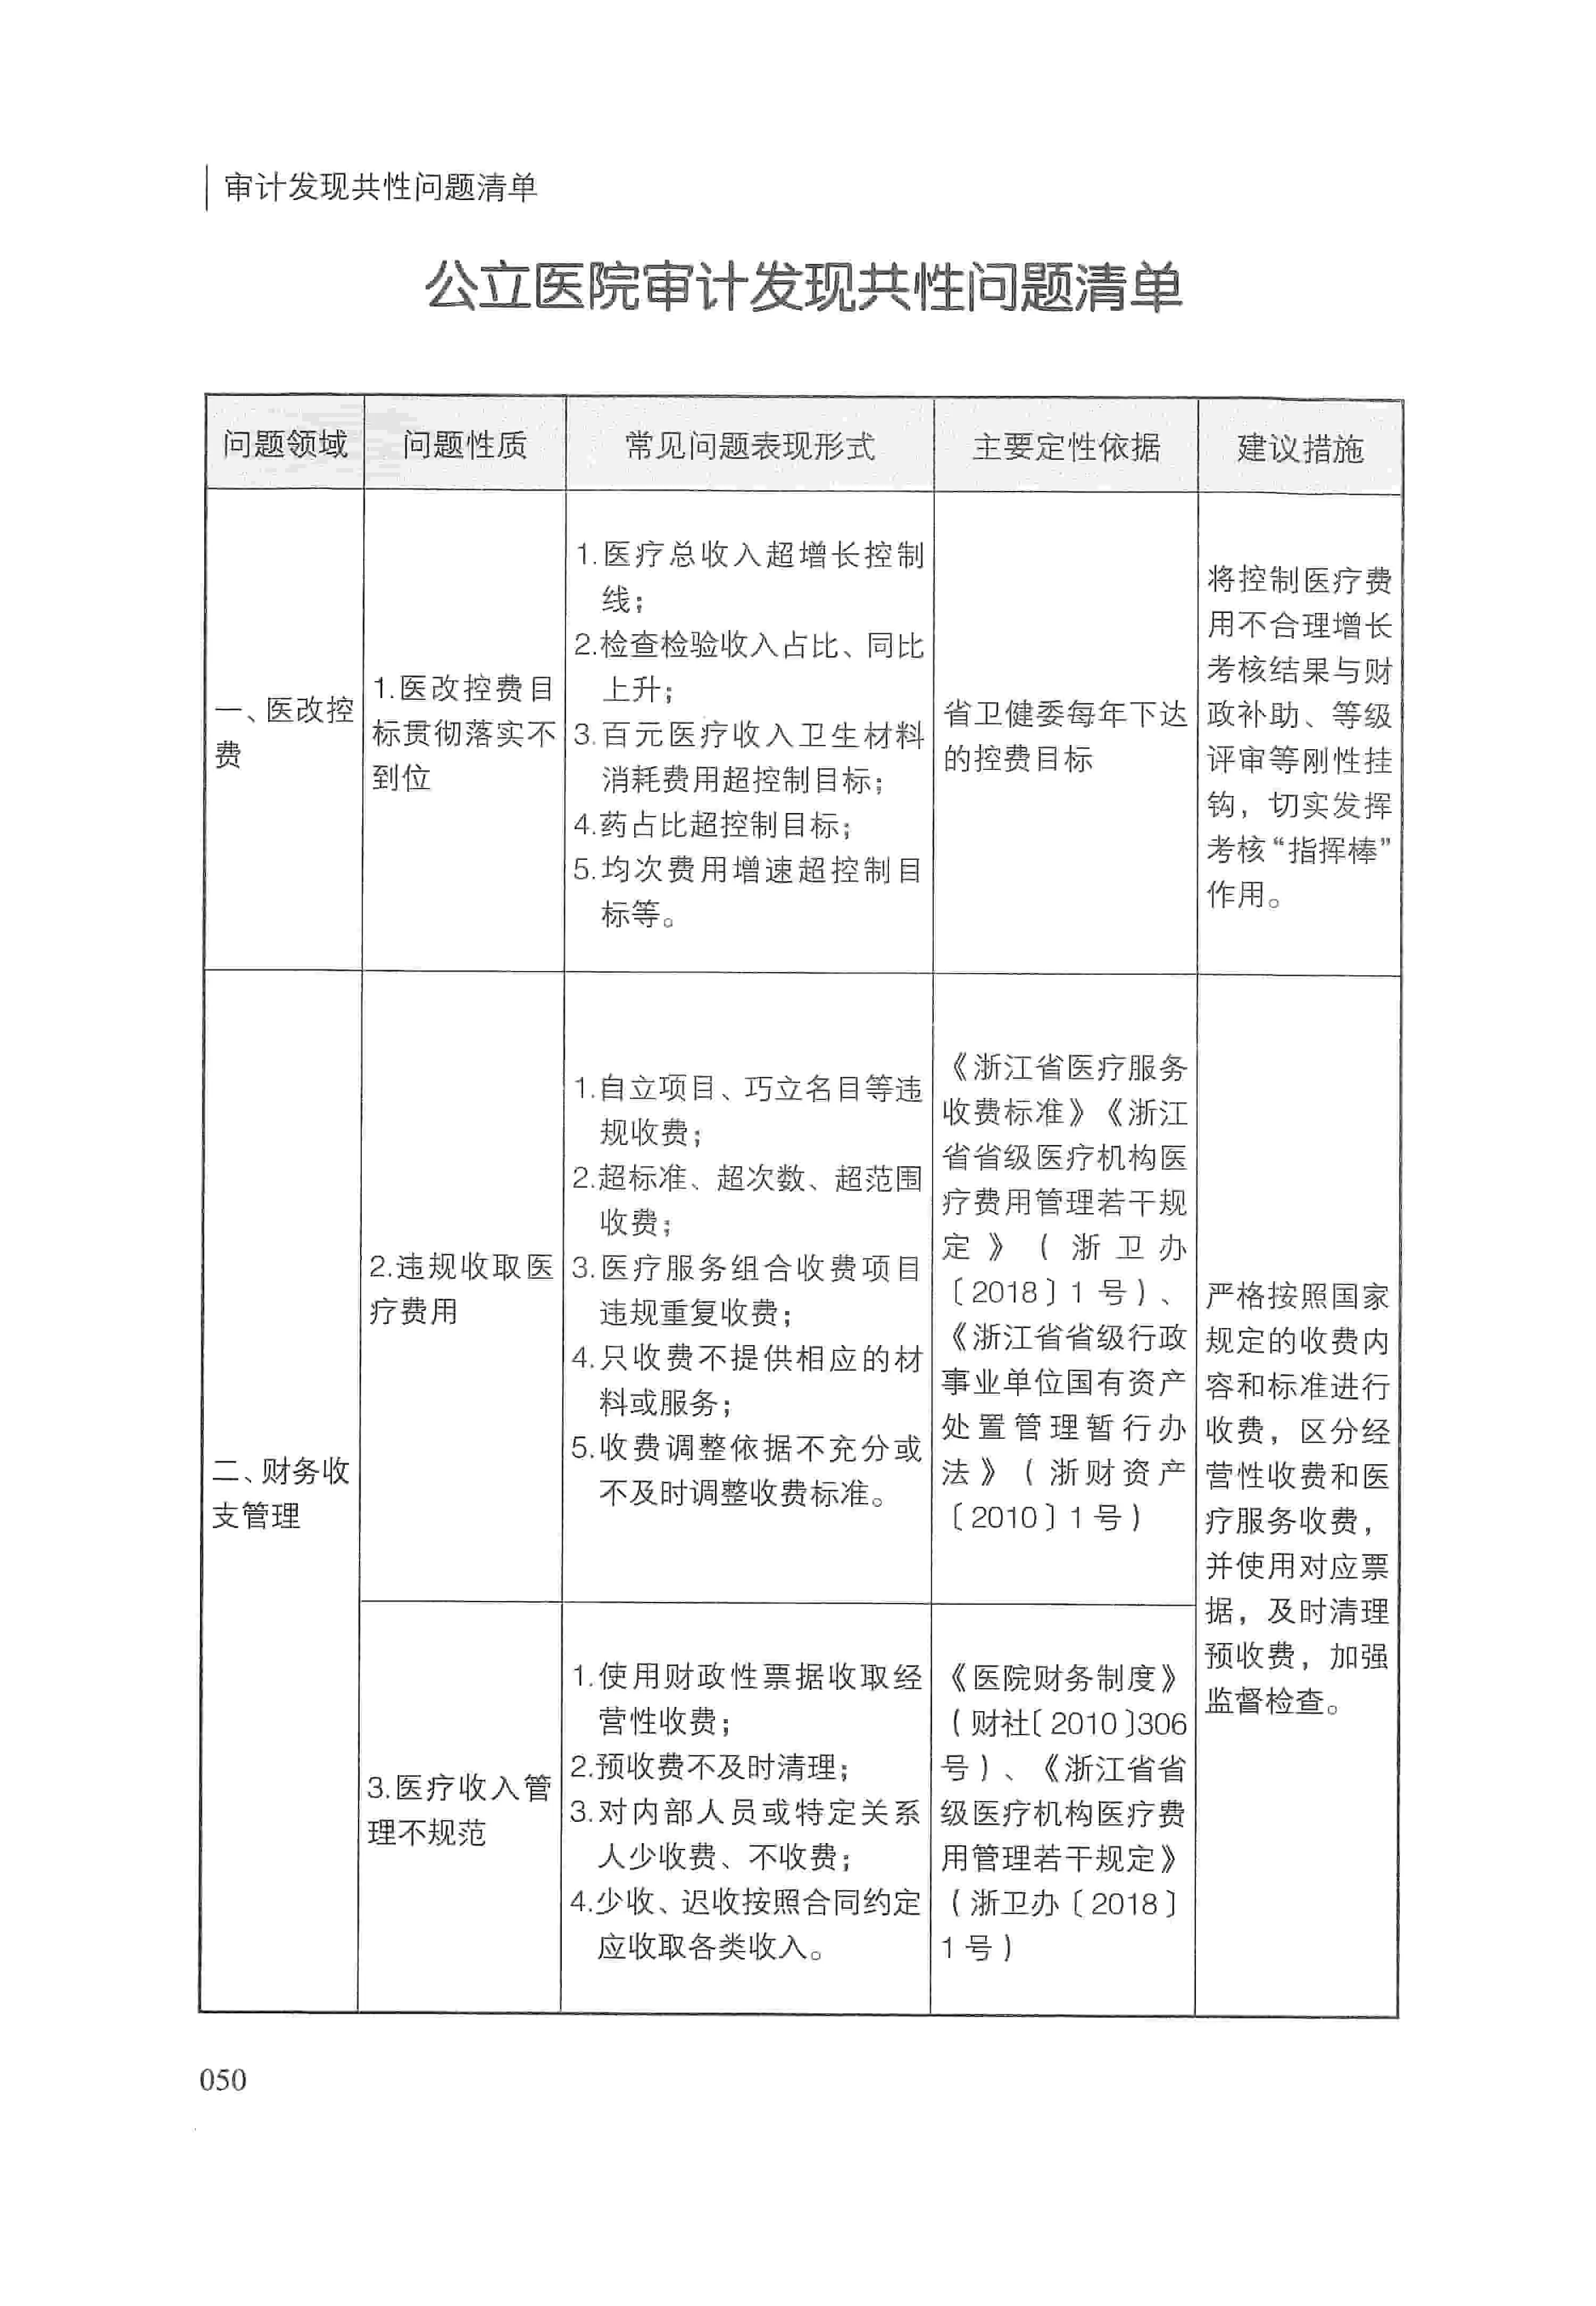 审计发现共性问题清单
公立医院审计发现共性问题清单
问题领域
问题性质
常见问题表现形式
主要定性依据
建议措施
一、医改控
费
1.医改控费目
标贯彻落实不
到位
1.医疗总收入超增长控制
线；
2.检查检验收入占比、同比
上升；
3.百元医疗收入卫生材料
消耗费用超控制目标；
4.药占比超控制目标；
5.均次费用增速超控制目
标等。
省卫健委每年下达
的控费目标
将控制医疗费
用不合理增长
考核结果与财
政补助、等级
评审等刚性挂
钩，切实发挥
考核“指挥棒”
作用。
二、财务收
支管理
2.违规收取医
疗费用
1.自立项目、巧立名目等违
规收费；
2.超标准、超次数、超范围
收费；
3.医疗服务组合收费项目
违规重复收费；
4.只收费不提供相应的材
料或服务；
5.收费调整依据不充分或
不及时调整收费标准。
《浙江省医疗服务
收费标准》《浙江
省省级医疗机构医
疗费用管理若干规
定》（浙卫办
〔2018〕1号）、
《浙江省省级行政
事业单位国有资产
处置管理暂行办
法》（浙财资产
〔2010〕1号）
严格按照国家
规定的收费内
容和标准进行
收费，区分经
营性收费和医
疗服务收费，
并使用对应票
据，及时清理
预收费，加强
监督检查。
3.医疗收入管
理不规范
1.使用财政性票据收取经
营性收费；
2.预收费不及时清理；
3.对内部人员或特定关系
人少收费、不收费；
4.少收、迟收按照合同约定
应收取各类收入。
《医院财务制度》
（财社〔2010〕306
号）、《浙江省省
级医疗机构医疗费
用管理若干规定》
（浙卫办〔2018〕
1号）
050